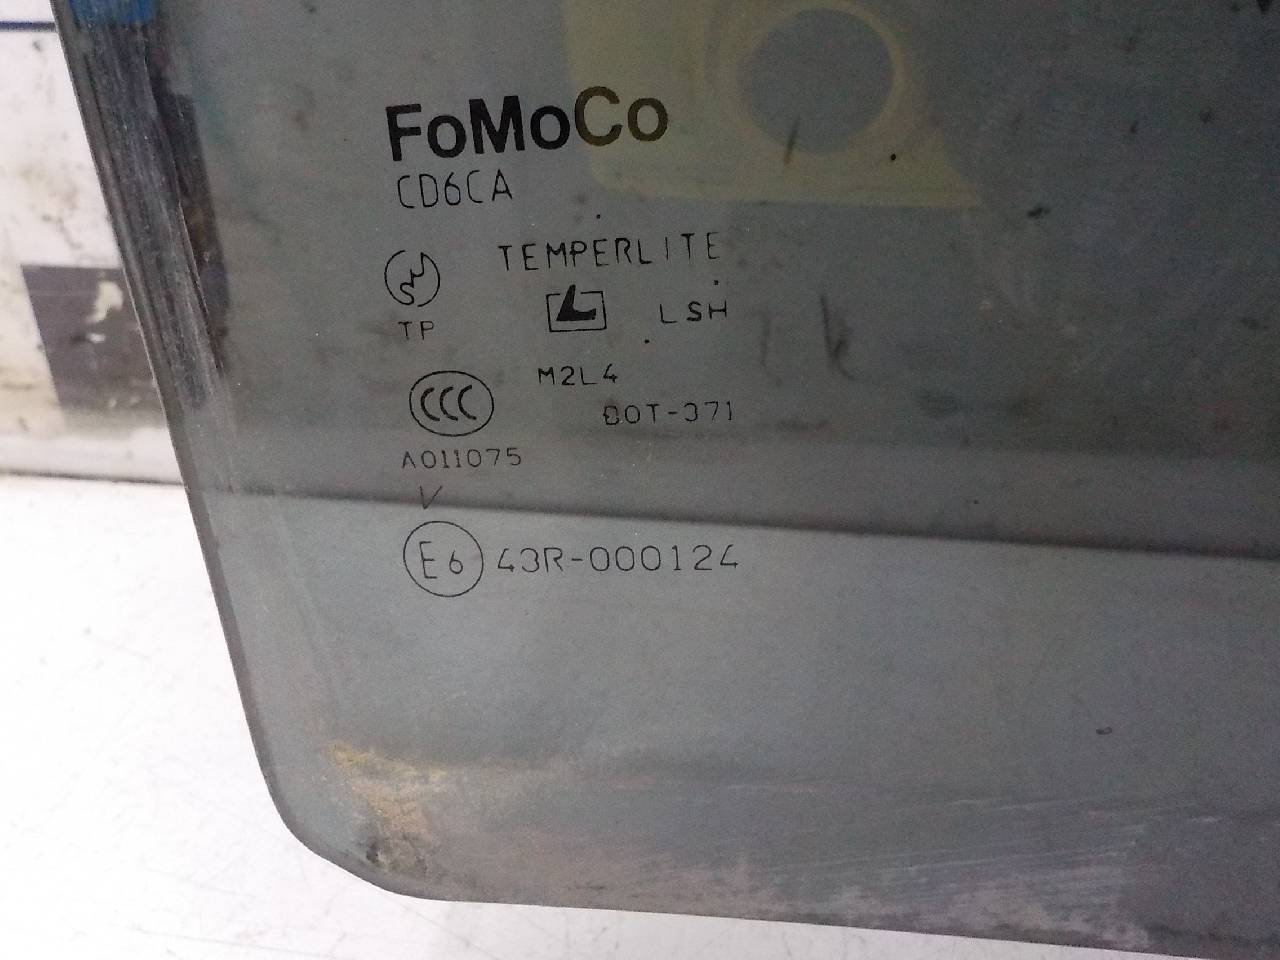 FoMoCo
CD6CA
TEMPERLITE
TP
LSH
M2L4
CCC
DOT-371
A011075
V
E6 43R-000124